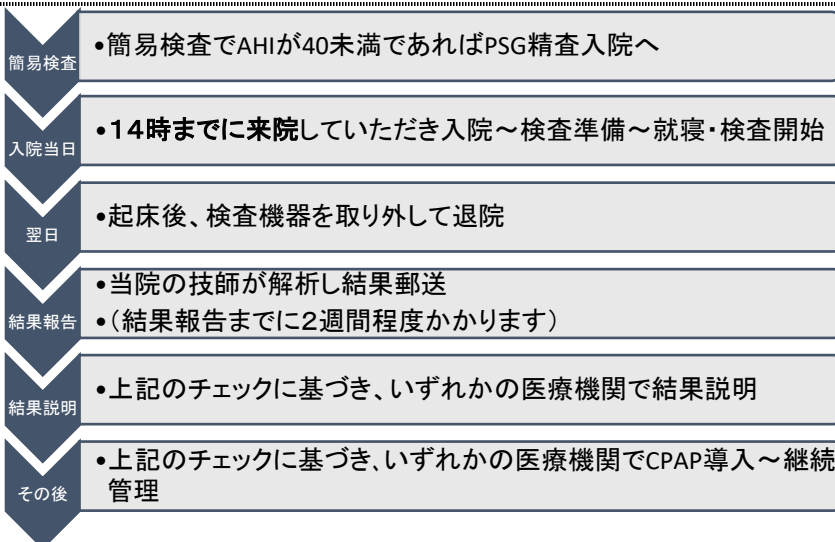 簡易検査
•簡易検査でAHIが40未満であればPSG精査入院へ
入院当日
•14時までに来院していただき入院～検査準備～就寝・検査開始
翌日
•起床後、検査機器を取り外して退院
結果報告
•当院の技師が解析し結果郵送
•（結果報告までに２週間程度かかります）
結果説明
•上記のチェックに基づき、いずれかの医療機関で結果説明
その後
•上記のチェックに基づき、いずれかの医療機関でCPAP導入～継続
管理